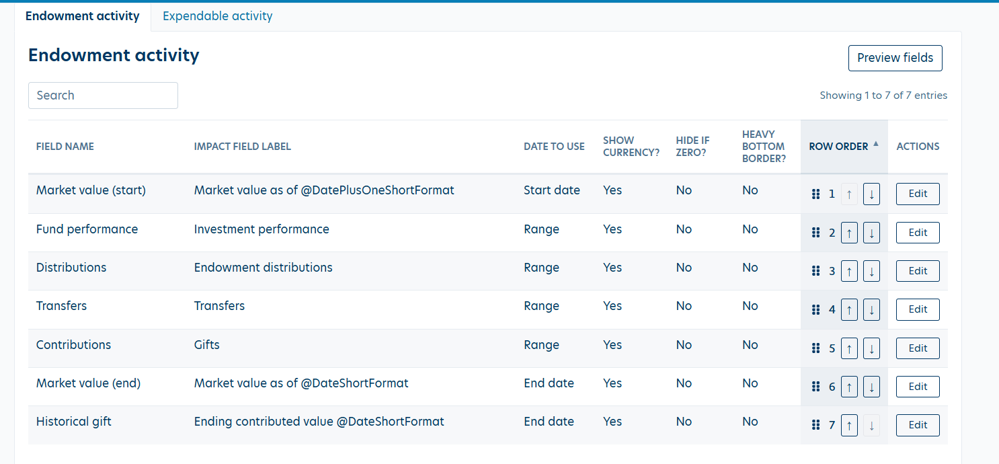 Endowment activity Expendable activity
Endowment activity
Preview fields
Search
Showing 1 to 7 of 7 entries
FIELD NAME IMPACT FIELD LABEL DATE TO USE SHOW CURRENCY? HIDE IF ZERO? HEAVY BOTTOM BORDER? ROW ORDER ▲ ACTIONS
Market value (start) Market value as of @DatePlusOneShortFormat Start date Yes No No 1 ↑ ↓ Edit
Fund performance Investment performance Range Yes No No 2 ↑ ↓ Edit
Distributions Endowment distributions Range Yes No No 3 ↑ ↓ Edit
Transfers Transfers Range Yes No No 4 ↑ ↓ Edit
Contributions Gifts Range Yes No No 5 ↑ ↓ Edit
Market value (end) Market value as of @DateShortFormat End date Yes No No 6 ↑ ↓ Edit
Historical gift Ending contributed value @DateShortFormat End date Yes No No 7 ↑ ↓ Edit